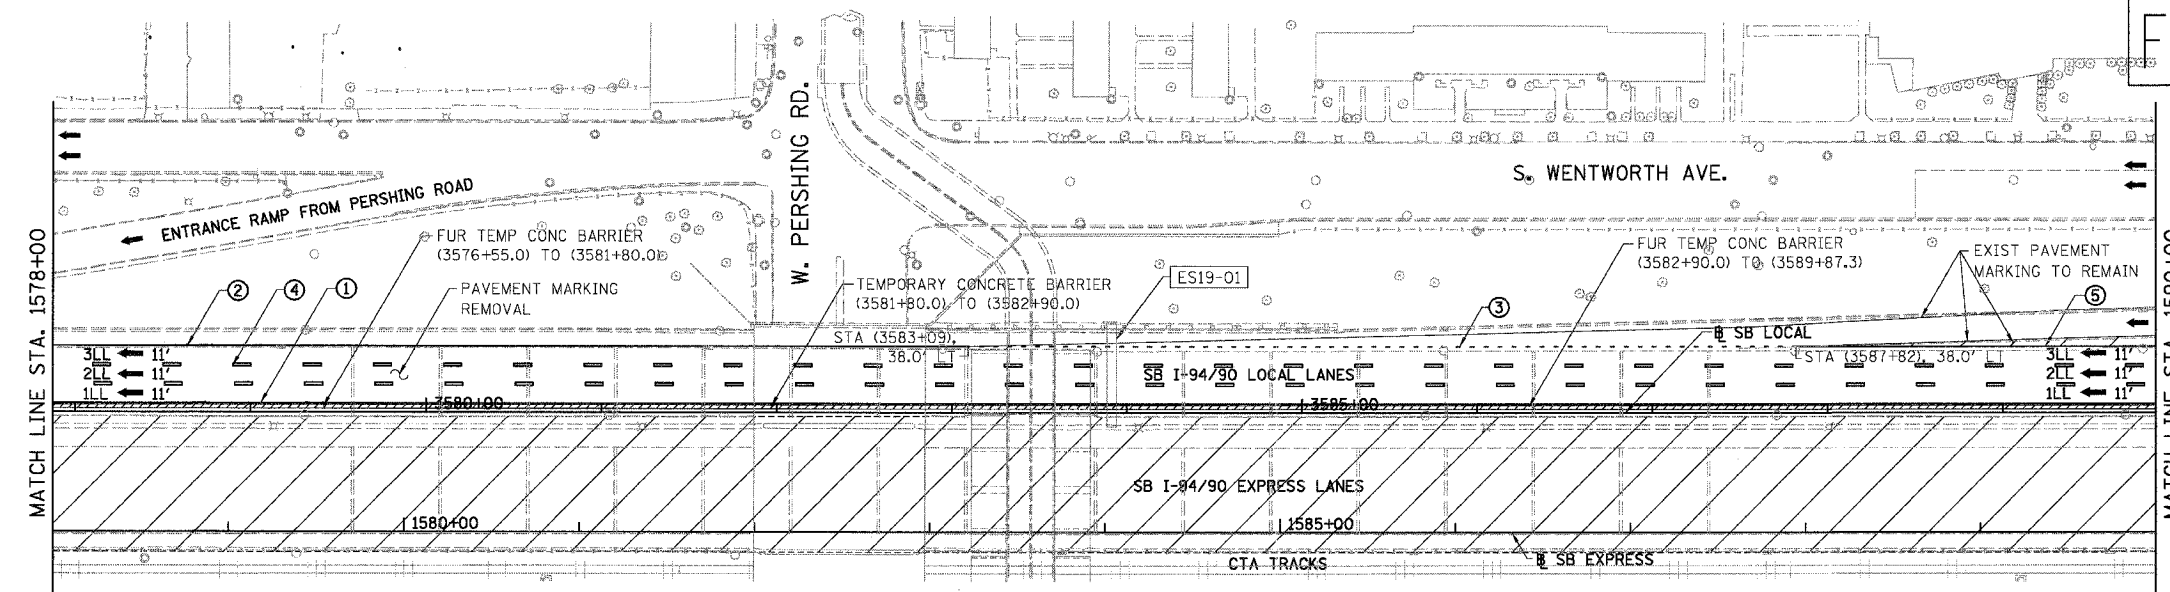 F
MATCH LINE STA. 1578+00
W. PERSHING RD.
S. WENTWORTH AVE.
ENTRANCE RAMP FROM PERSHING ROAD
FUR TEMP CONC BARRIER
(3576+55.0) TO (3581+80.0)
PAVEMENT MARKING
REMOVAL
TEMPORARY CONCRETE BARRIER
(3581+80.0) TO (3582+90.0)
ES19-01
FUR TEMP CONC BARRIER
(3582+90.0) TO (3589+87.3)
EXIST PAVEMENT
MARKING TO REMAIN
2
4
1
3
5
STA (3583+09),
38.0' LT
SB LOCAL
STA (3587+82), 38.0' LT
3LL 11'
2LL 11'
1LL 11'
SB I-94/90 LOCAL LANES
3LL 11'
2LL 11'
1LL 11'
3580+00
3585+00
SB I-94/90 EXPRESS LANES
1580+00
1585+00
CTA TRACKS
SB EXPRESS
MATCH LINE STA. 1590+00